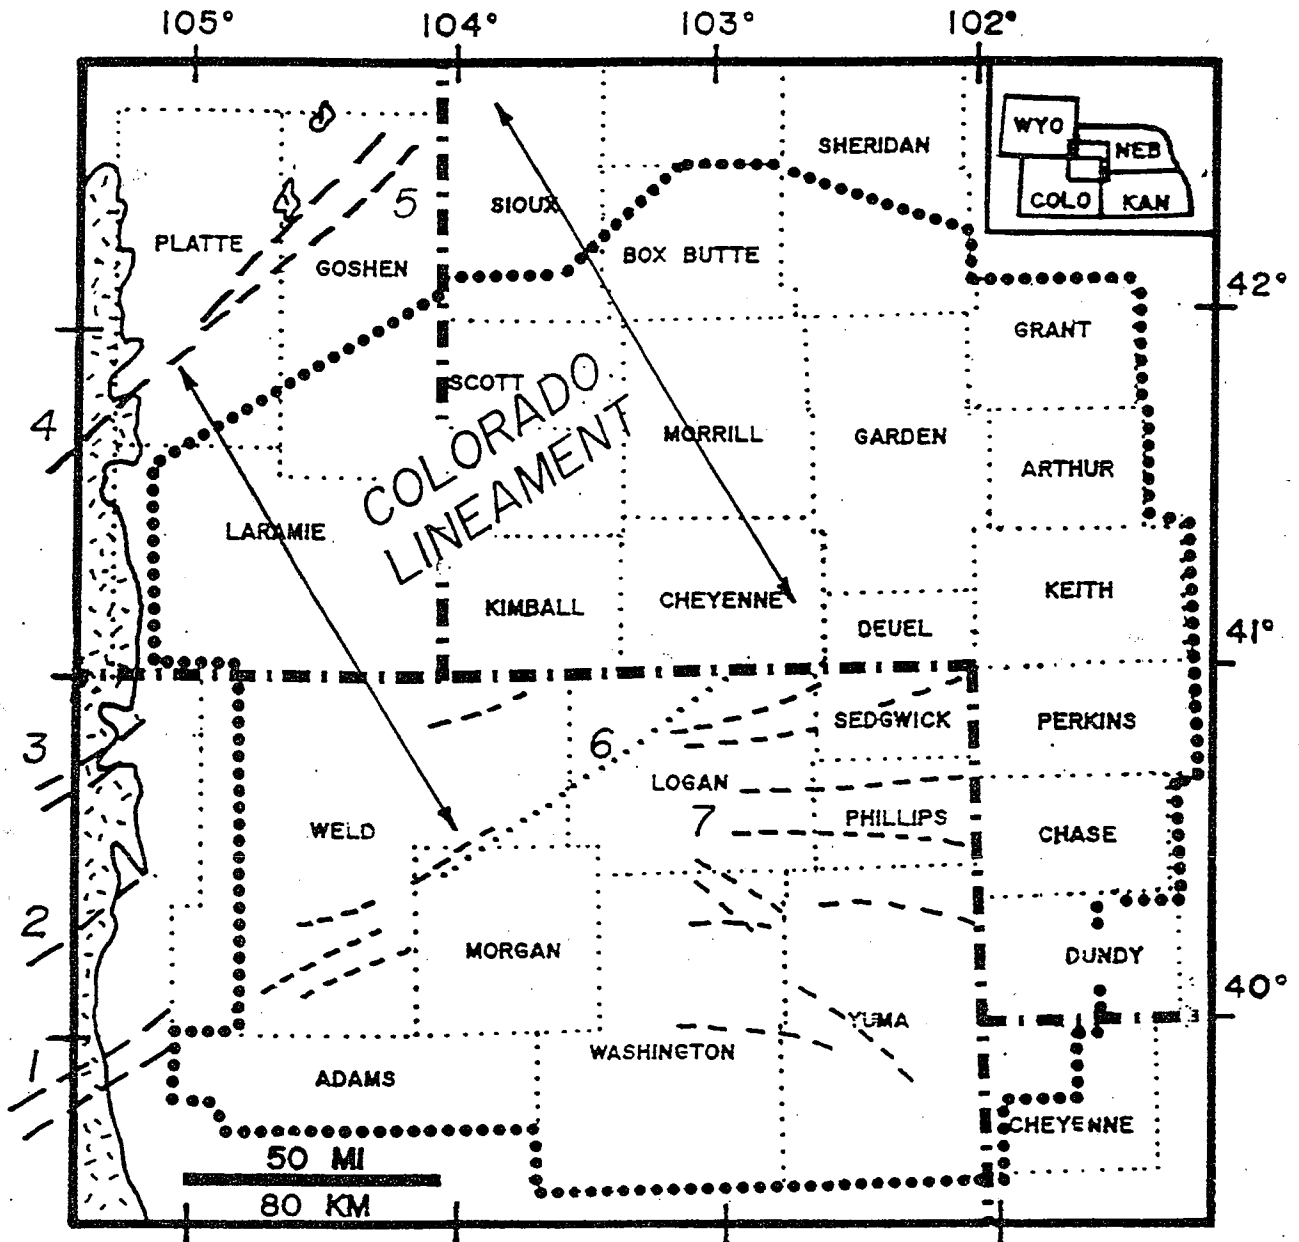 105° 104° 103° 102°
WYO
NEB
COLO KAN
SHERIDAN
5
SIOUX
PLATTE
GOSHEN
BOX BUTTE
42°
GRANT
SCOTT
COLORADO
LINEAMENT
4
MORRILL
GARDEN
ARTHUR
LARAMIE
KIMBALL
CHEYENNE
KEITH
DEUEL
41°
3
6
SEDGWICK
PERKINS
LOGAN
7
WELD
PHILLIPS
CHASE
2
MORGAN
DUNDY
40°
YUMA
1
WASHINGTON
ADAMS
CHEYENNE
50 MI
80 KM